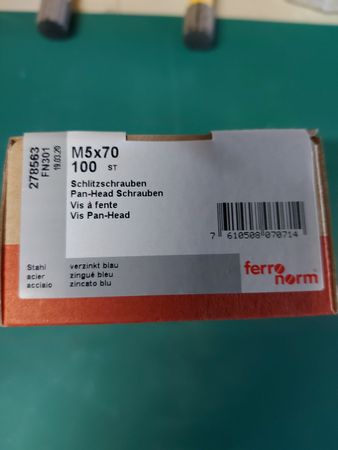 278563
FN301
19.03.20
M5x70
100 ST
Schlitzschrauben
Pan-Head Schrauben
Vis à fente
Vis Pan-Head
7 610508 070714
Stahl verzinkt blau
acier zingué bleu
acciaio zincato blu
ferro
norm